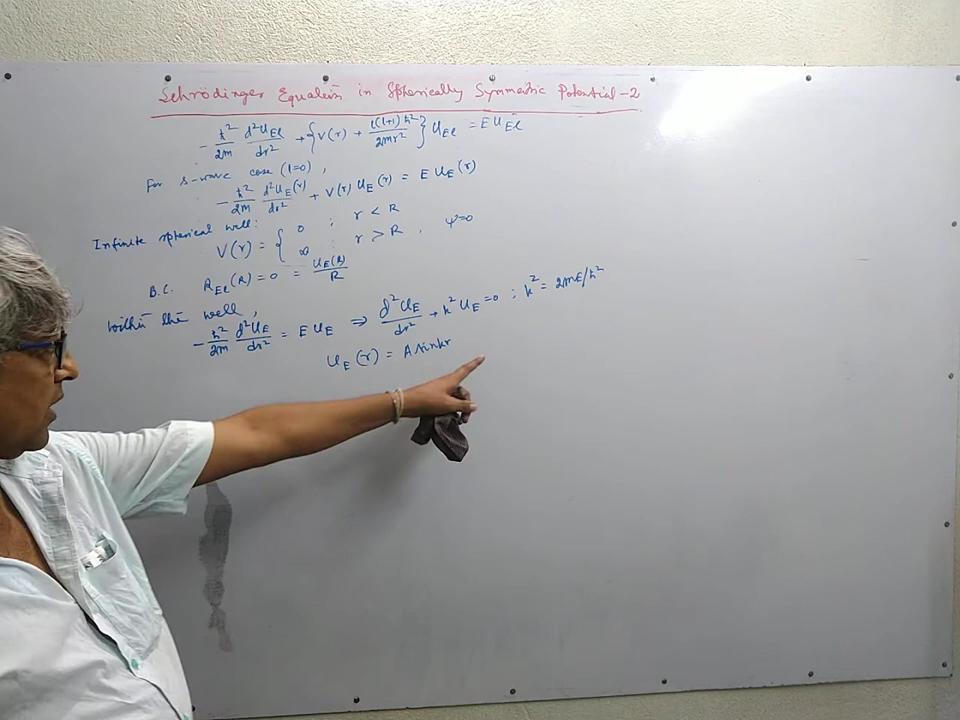 Schrödinger Equation in Spherically Symmetric Potential - 2
- ħ²/2m d²U_El/dr² + {V(r) + l(l+1)ħ²/2mr²} U_El = E U_El
For s-wave case (l=0),
- ħ²/2m d²U_E(r)/dr² + V(r) U_E(r) = E U_E(r)
Infinite spherical well:
V(r) = { 0 ; r < R
∞ ; r > R , ψ=0
B.C. R_El(R) = 0 = U_E(R)/R
Within the well,
- ħ²/2m d²U_E/dr² = E U_E ⇒ d²U_E/dr² + k² U_E = 0 ; k² = 2mE/ħ²
U_E(r) = A sinkr